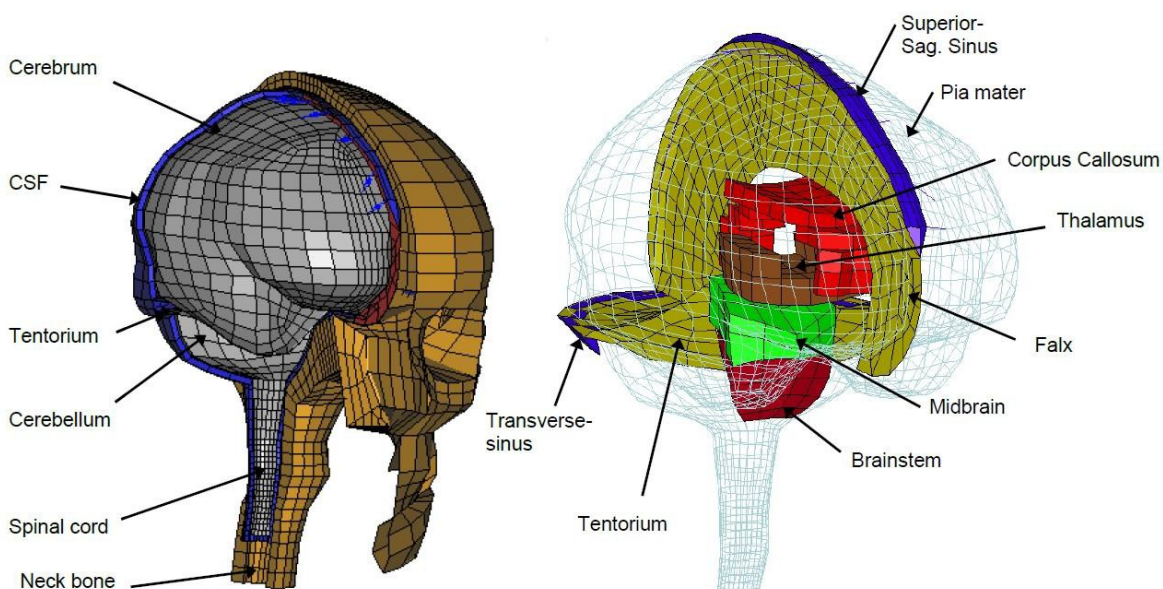 Cerebrum
CSF
Tentorium
Cerebellum
Spinal cord
Neck bone
Superior-
Sag. Sinus
Pia mater
Corpus Callosum
Thalamus
Falx
Midbrain
Brainstem
Transverse-
sinus
Tentorium